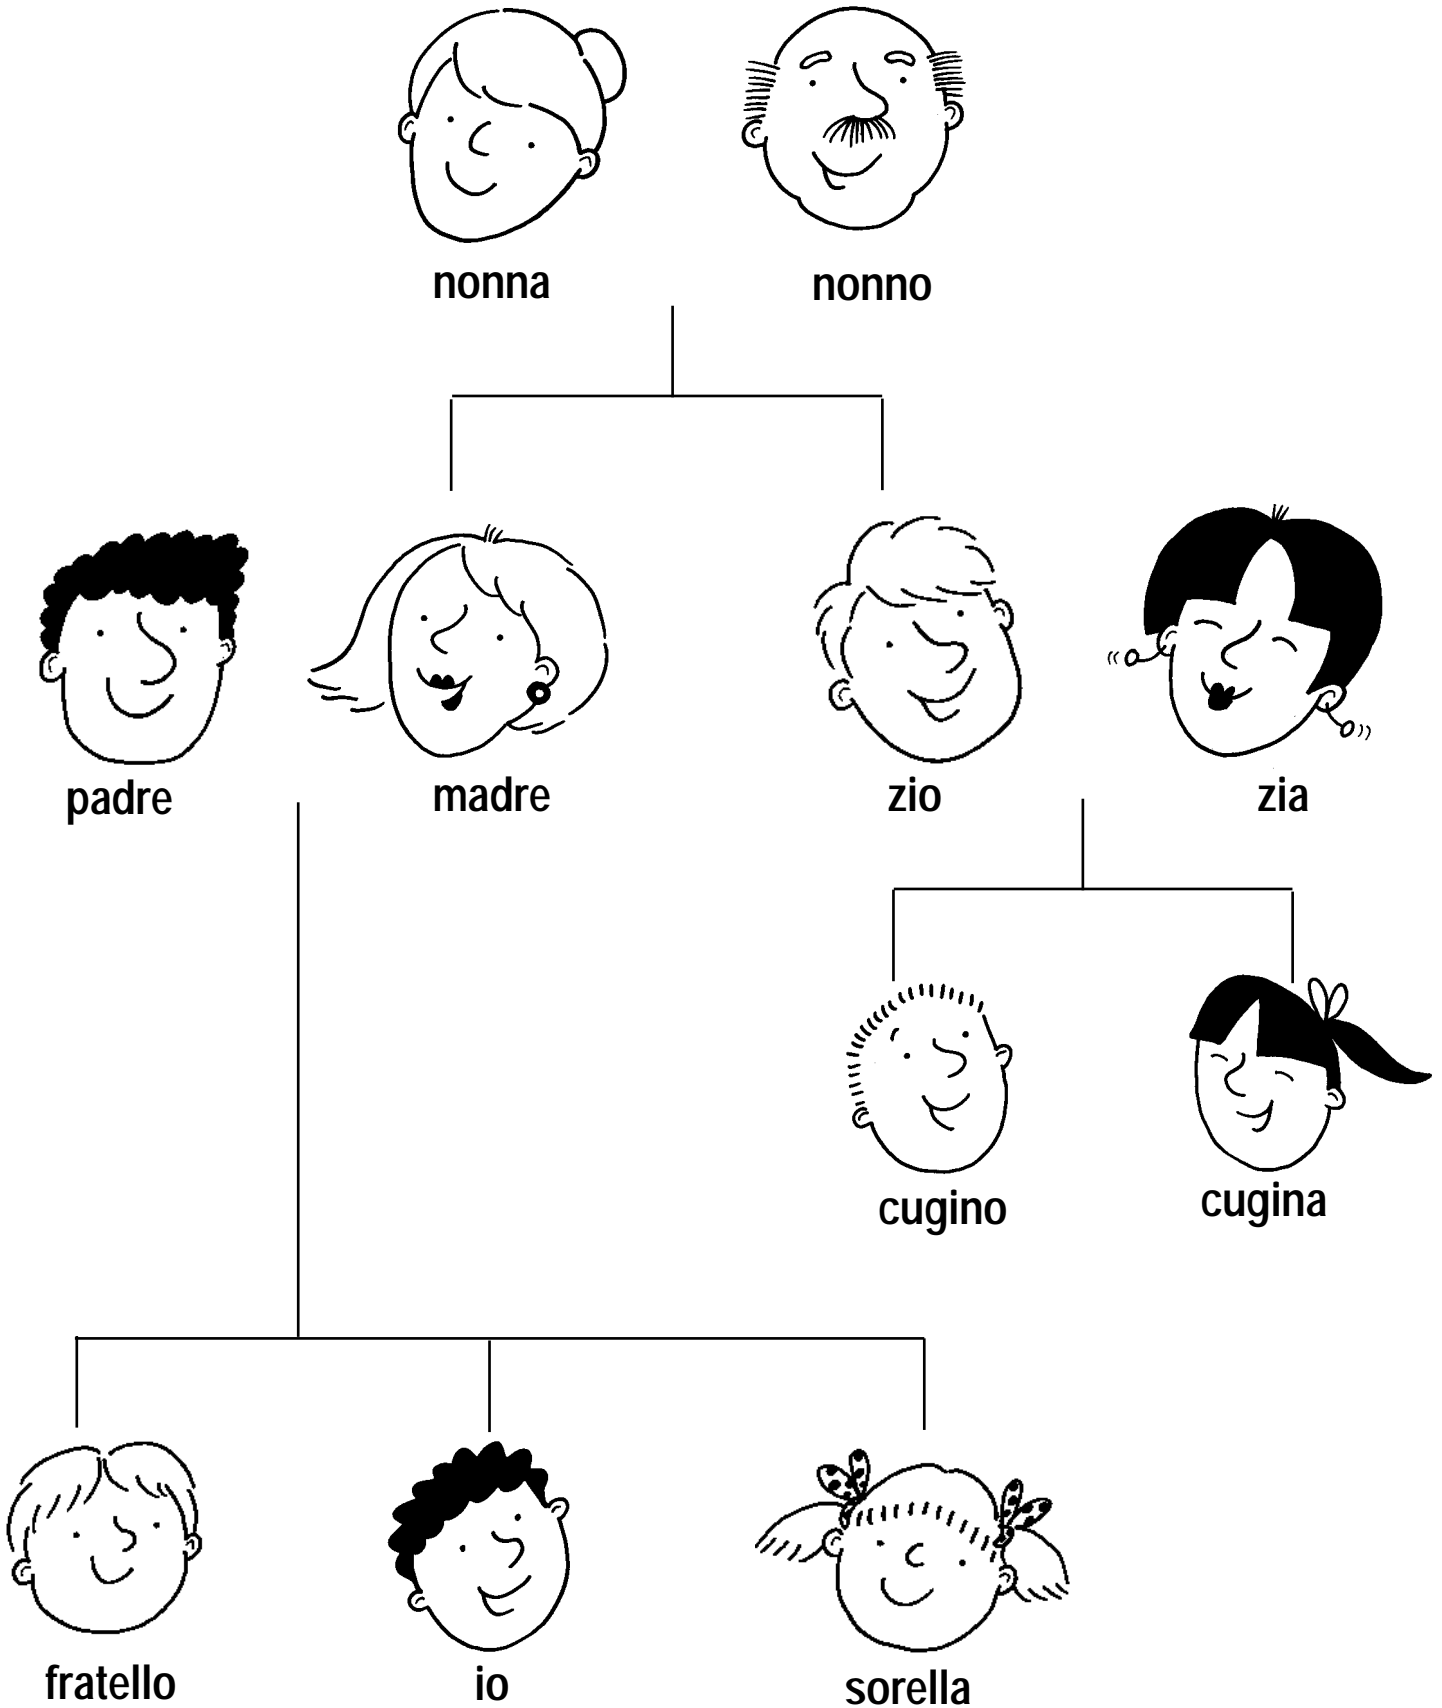 nonna
nonno
padre
madre
zio
zia
cugino
cugina
fratello
io
sorella